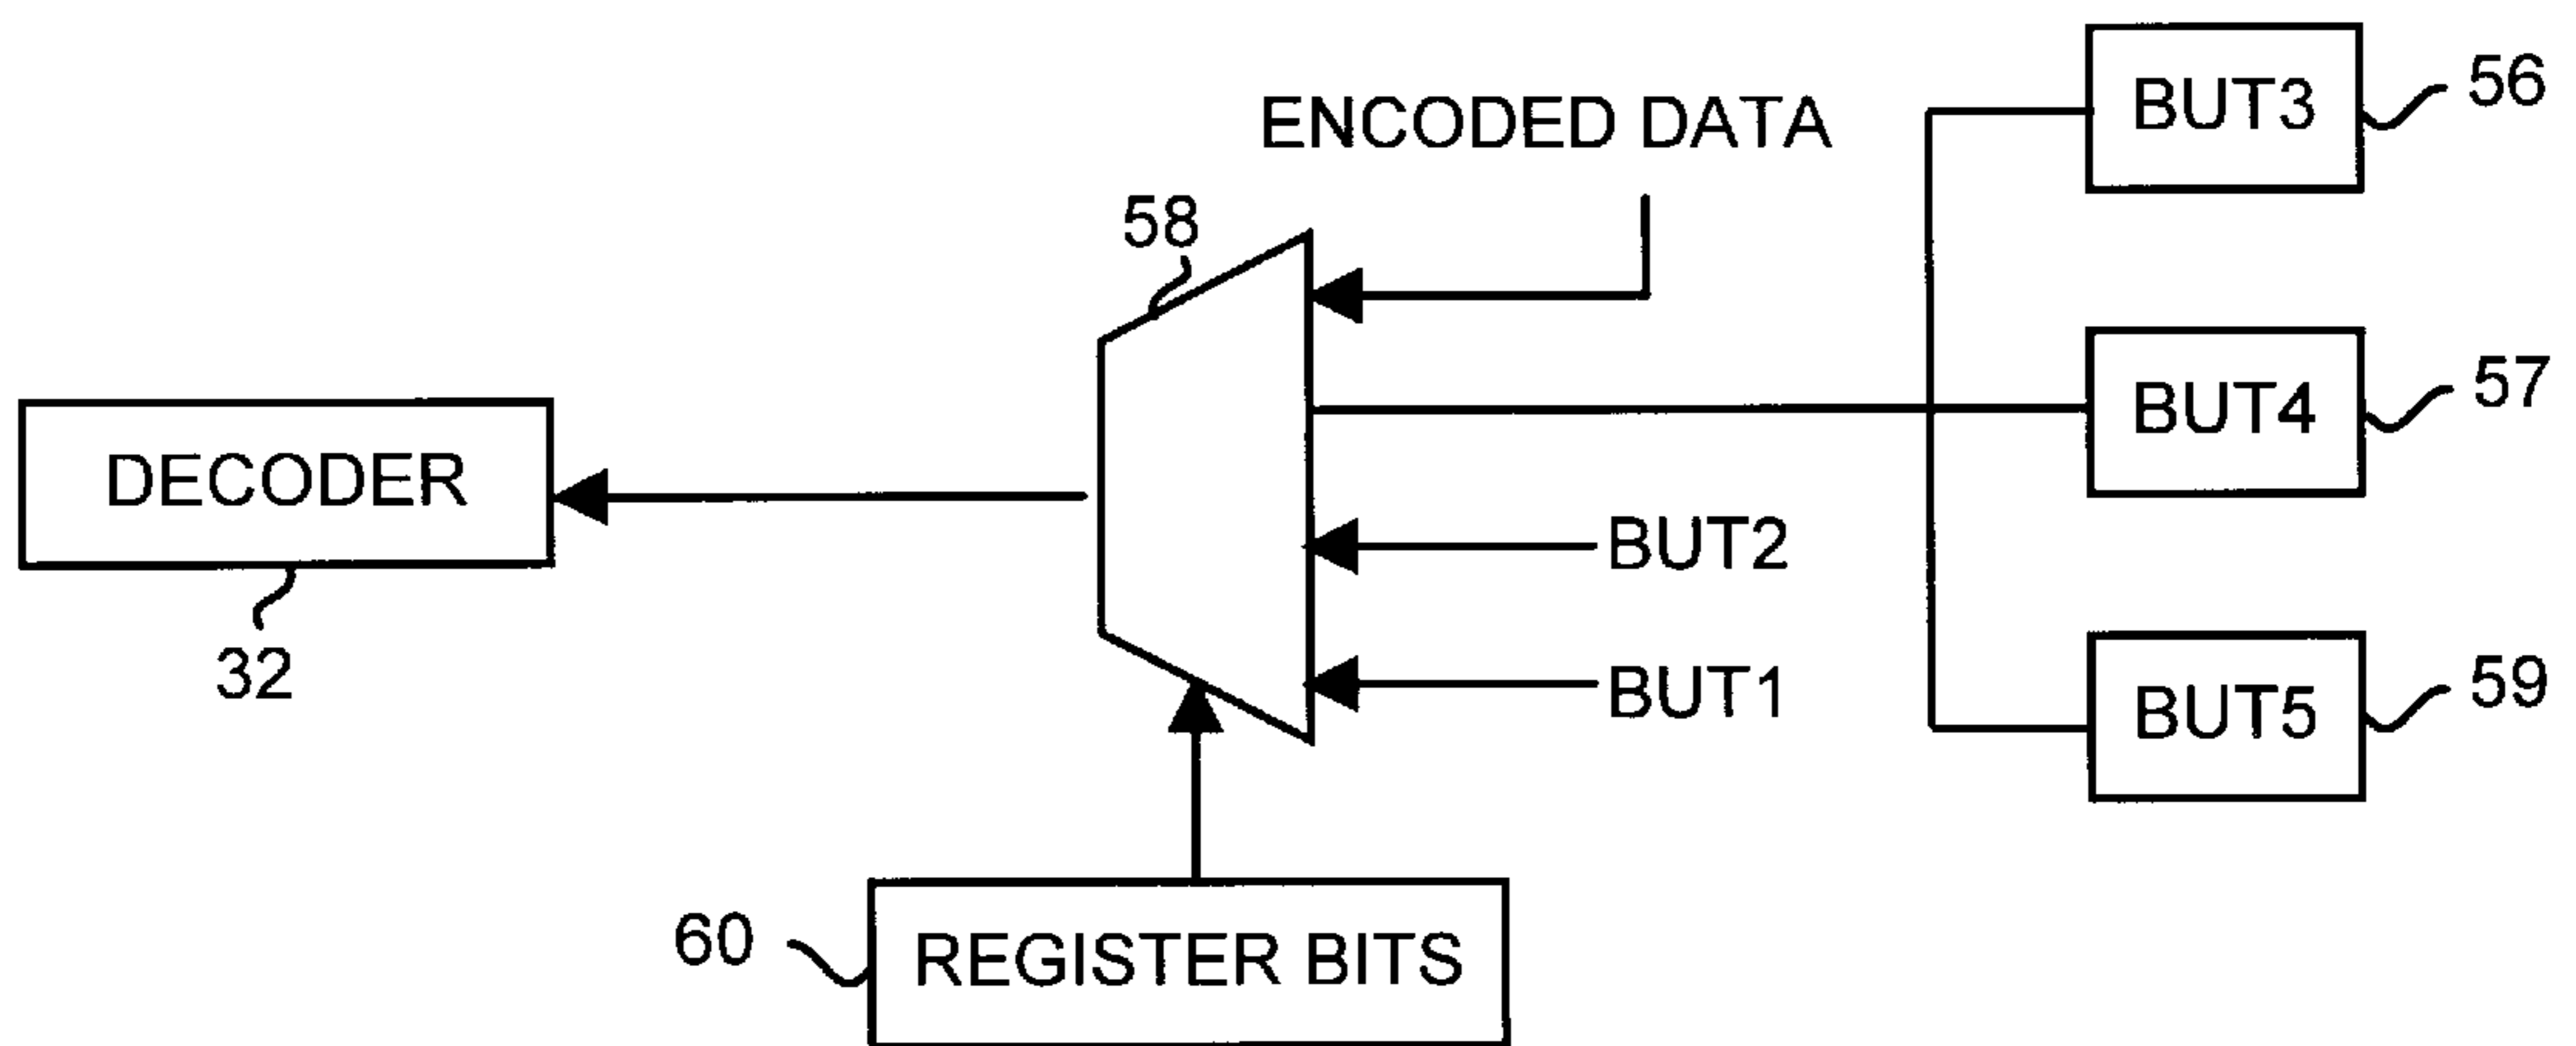 BUT3
56
ENCODED DATA
58
BUT4
57
DECODER
BUT2
32
BUT1
BUT5
59
60
REGISTER BITS